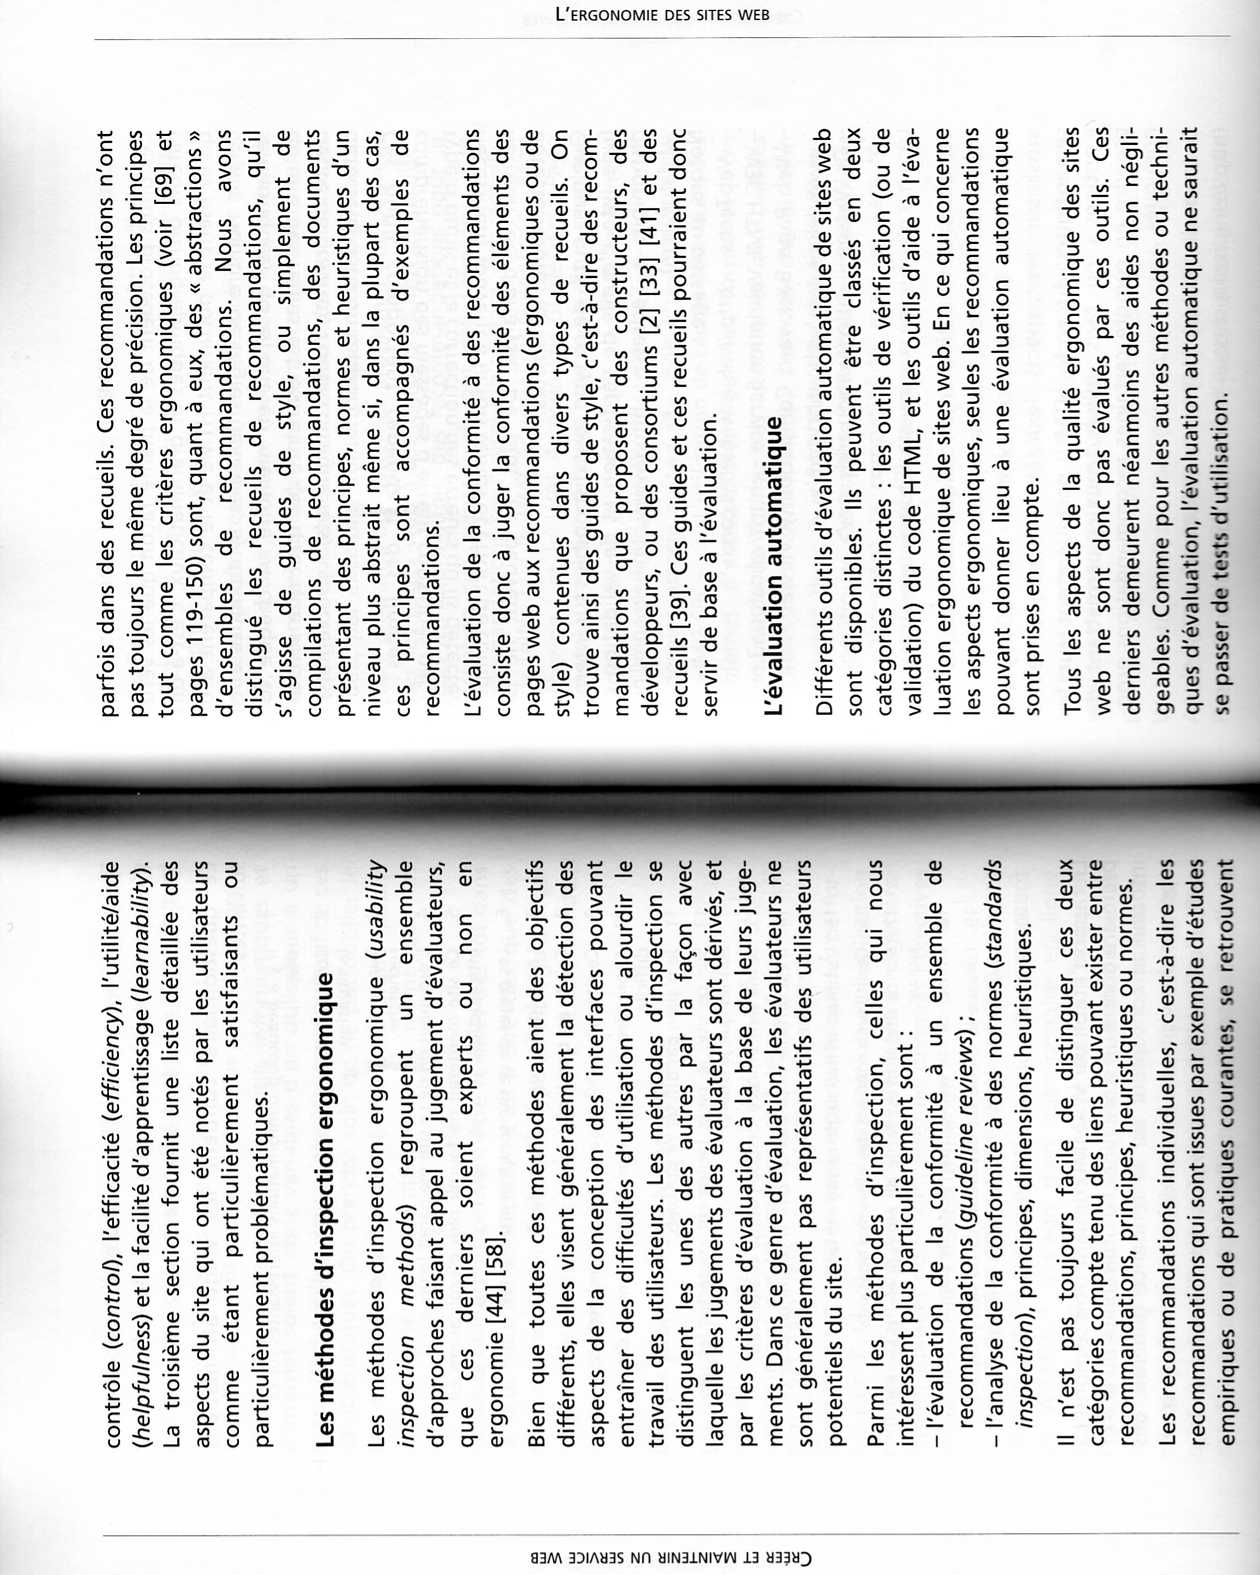 CRÉER ET MAINTENIR UN SERVICE WEB
contrôle (control), l'efficacité (efficiency), l'utilité/aide
(helpfulness) et la facilité d'apprentissage (learnability).
La troisième section fournit une liste détaillée des
aspects du site qui ont été notés par les utilisateurs
comme étant particulièrement satisfaisants ou
particulièrement problématiques.
Les méthodes d'inspection ergonomique
Les méthodes d'inspection ergonomique (usability
inspection methods) regroupent un ensemble
d'approches faisant appel au jugement d'évaluateurs,
que ces derniers soient experts ou non en
ergonomie [44] [58].
Bien que toutes ces méthodes aient des objectifs
différents, elles visent généralement la détection des
aspects de la conception des interfaces pouvant
entraîner des difficultés d'utilisation ou alourdir le
travail des utilisateurs. Les méthodes d'inspection se
distinguent les unes des autres par la façon avec
laquelle les jugements des évaluateurs sont dérivés, et
par les critères d'évaluation à la base de leurs juge-
ments. Dans ce genre d'évaluation, les évaluateurs ne
sont généralement pas représentatifs des utilisateurs
potentiels du site.
Parmi les méthodes d'inspection, celles qui nous
intéressent plus particulièrement sont :
– l'évaluation de la conformité à un ensemble de
recommandations (guideline reviews) ;
– l'analyse de la conformité à des normes (standards
inspection), principes, dimensions, heuristiques.
Il n'est pas toujours facile de distinguer ces deux
catégories compte tenu des liens pouvant exister entre
recommandations, principes, heuristiques ou normes.
Les recommandations individuelles, c'est-à-dire les
recommandations qui sont issues par exemple d'études
empiriques ou de pratiques courantes, se retrouvent
L'ERGONOMIE DES SITES WEB
parfois dans des recueils. Ces recommandations n'ont
pas toujours le même degré de précision. Les principes
tout comme les critères ergonomiques (voir [69] et
pages 119-150) sont, quant à eux, des « abstractions »
d'ensembles de recommandations. Nous avons
distingué les recueils de recommandations, qu'il
s'agisse de guides de style, ou simplement de
compilations de recommandations, des documents
présentant des principes, normes et heuristiques d'un
niveau plus abstrait même si, dans la plupart des cas,
ces principes sont accompagnés d'exemples de
recommandations.
L'évaluation de la conformité à des recommandations
consiste donc à juger la conformité des éléments des
pages web aux recommandations (ergonomiques ou de
style) contenues dans divers types de recueils. On
trouve ainsi des guides de style, c'est-à-dire des recom-
mandations que proposent des constructeurs, des
développeurs, ou des consortiums [2] [33] [41] et des
recueils [39]. Ces guides et ces recueils pourraient donc
servir de base à l'évaluation.
L'évaluation automatique
Différents outils d'évaluation automatique de sites web
sont disponibles. Ils peuvent être classés en deux
catégories distinctes : les outils de vérification (ou de
validation) du code HTML, et les outils d'aide à l'éva-
luation ergonomique de sites web. En ce qui concerne
les aspects ergonomiques, seules les recommandations
pouvant donner lieu à une évaluation automatique
sont prises en compte.
Tous les aspects de la qualité ergonomique des sites
web ne sont donc pas évalués par ces outils. Ces
derniers demeurent néanmoins des aides non négli-
geables. Comme pour les autres méthodes ou techni-
ques d'évaluation, l'évaluation automatique ne saurait
se passer de tests d'utilisation.